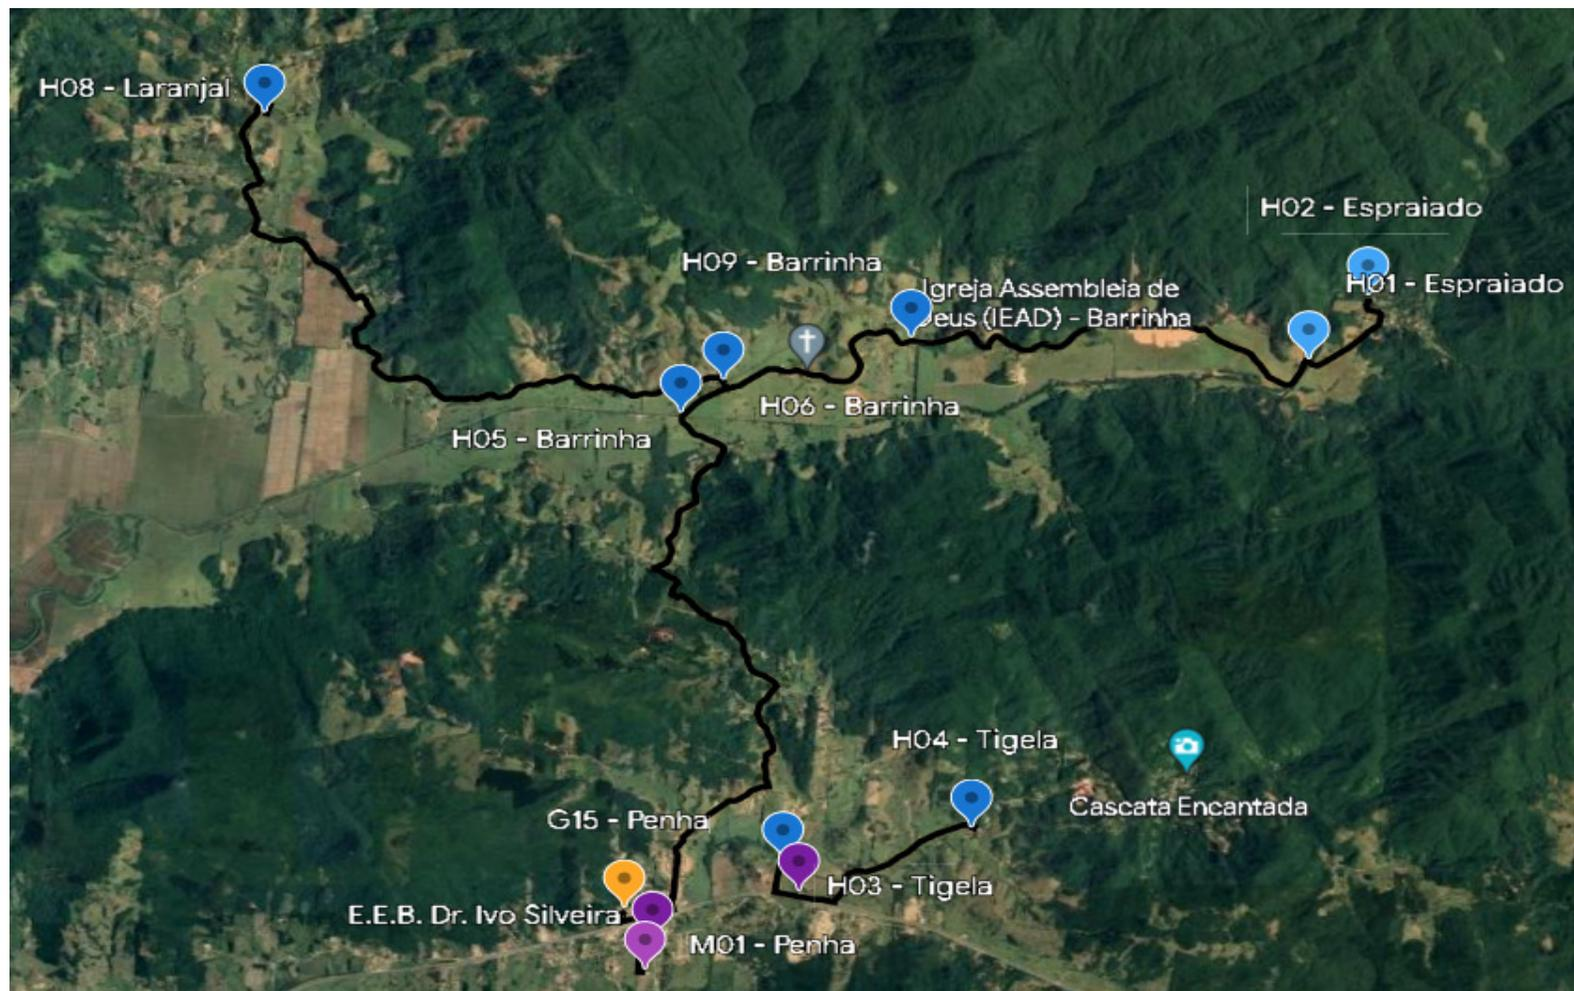 H08 - Laranjal
H02 - Espraiado
H09 - Barrinha
H01 - Espraiado
Igreja Assembleia de
Deus (IEAD) - Barrinha
H06 - Barrinha
H05 - Barrinha
H04 - Tigela
Cascata Encantada
G15 - Penha
H03 - Tigela
E.E.B. Dr. Ivo Silveira
M01 - Penha